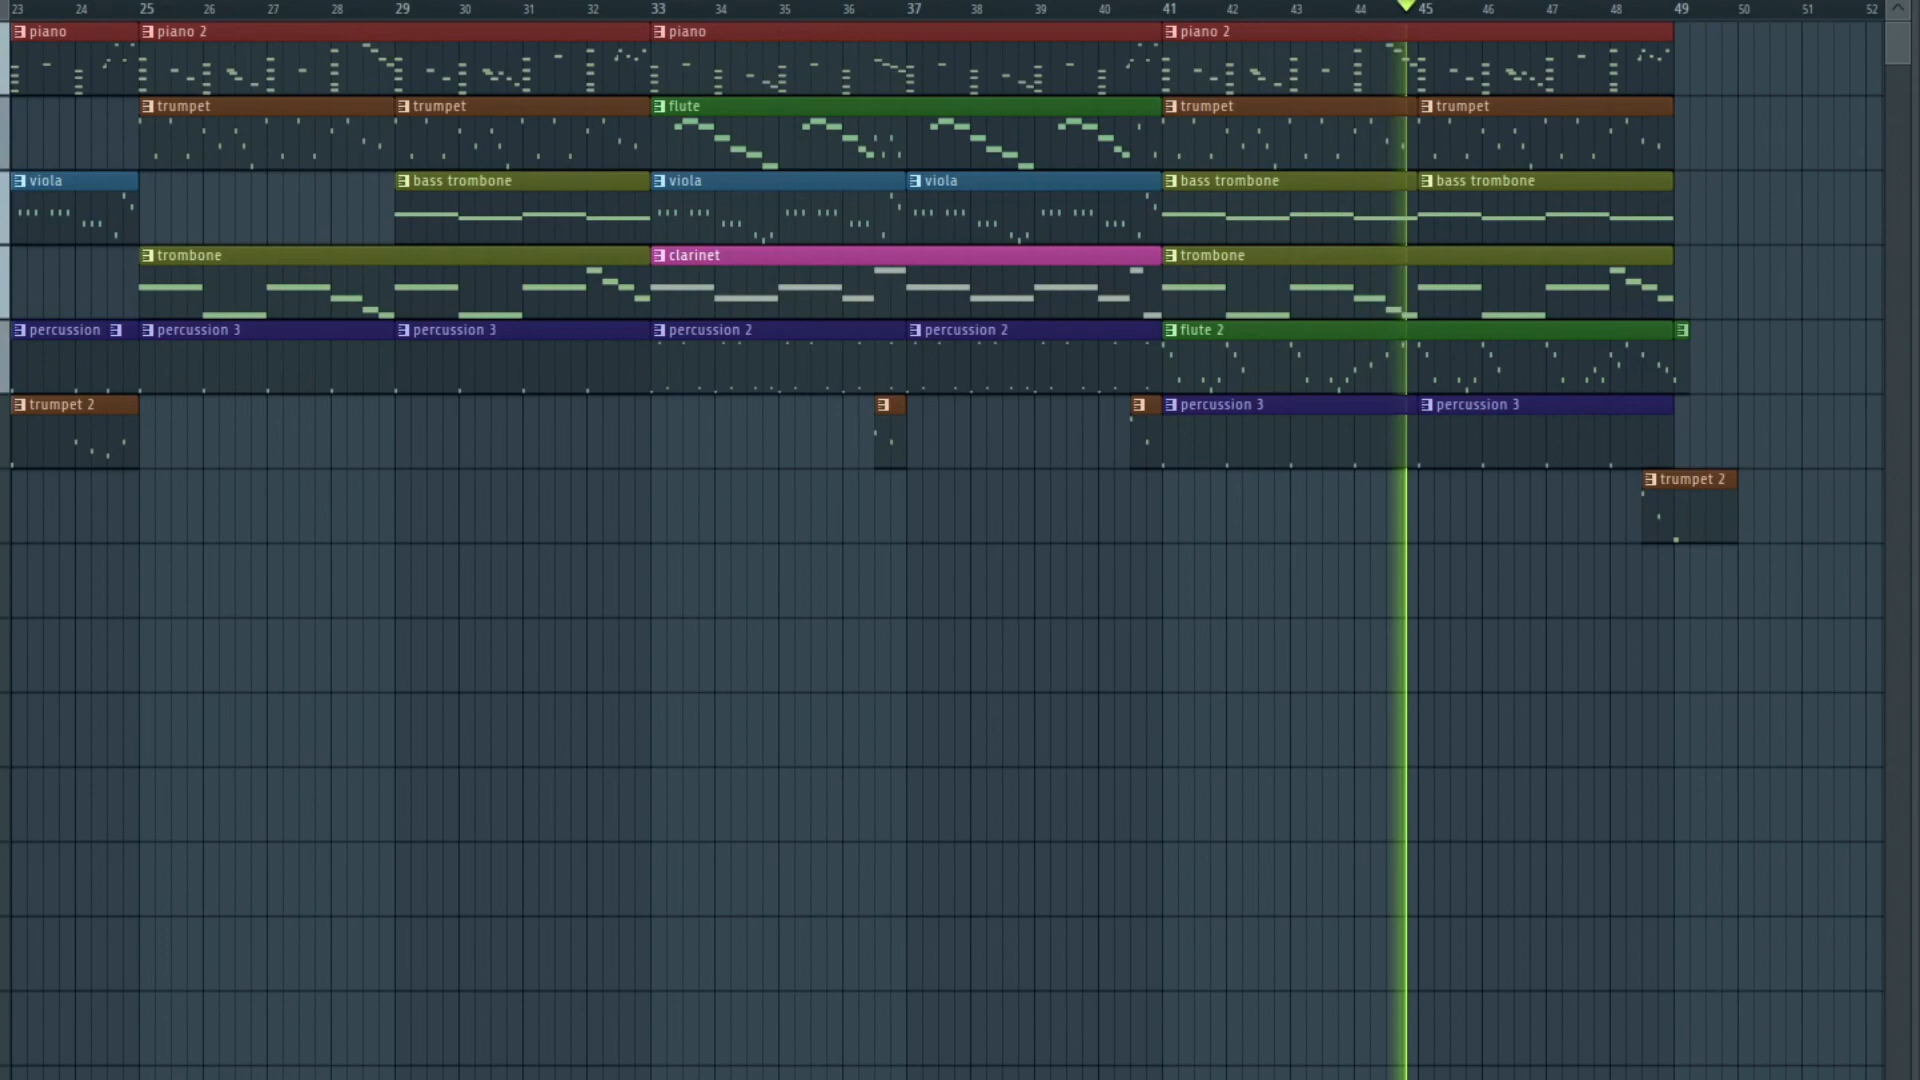 23 24 25 26 27 28 29 30 31 32 33 34 35 36 37 38 39 40 41 42 43 44 45 46 47 48 49 50 51 52
piano piano 2 piano piano 2
trumpet trumpet flute trumpet trumpet
viola bass trombone viola viola bass trombone bass trombone
trombone clarinet trombone
percussion percussion 3 percussion 3 percussion 2 percussion 2 flute 2
trumpet 2 percussion 3 percussion 3
trumpet 2